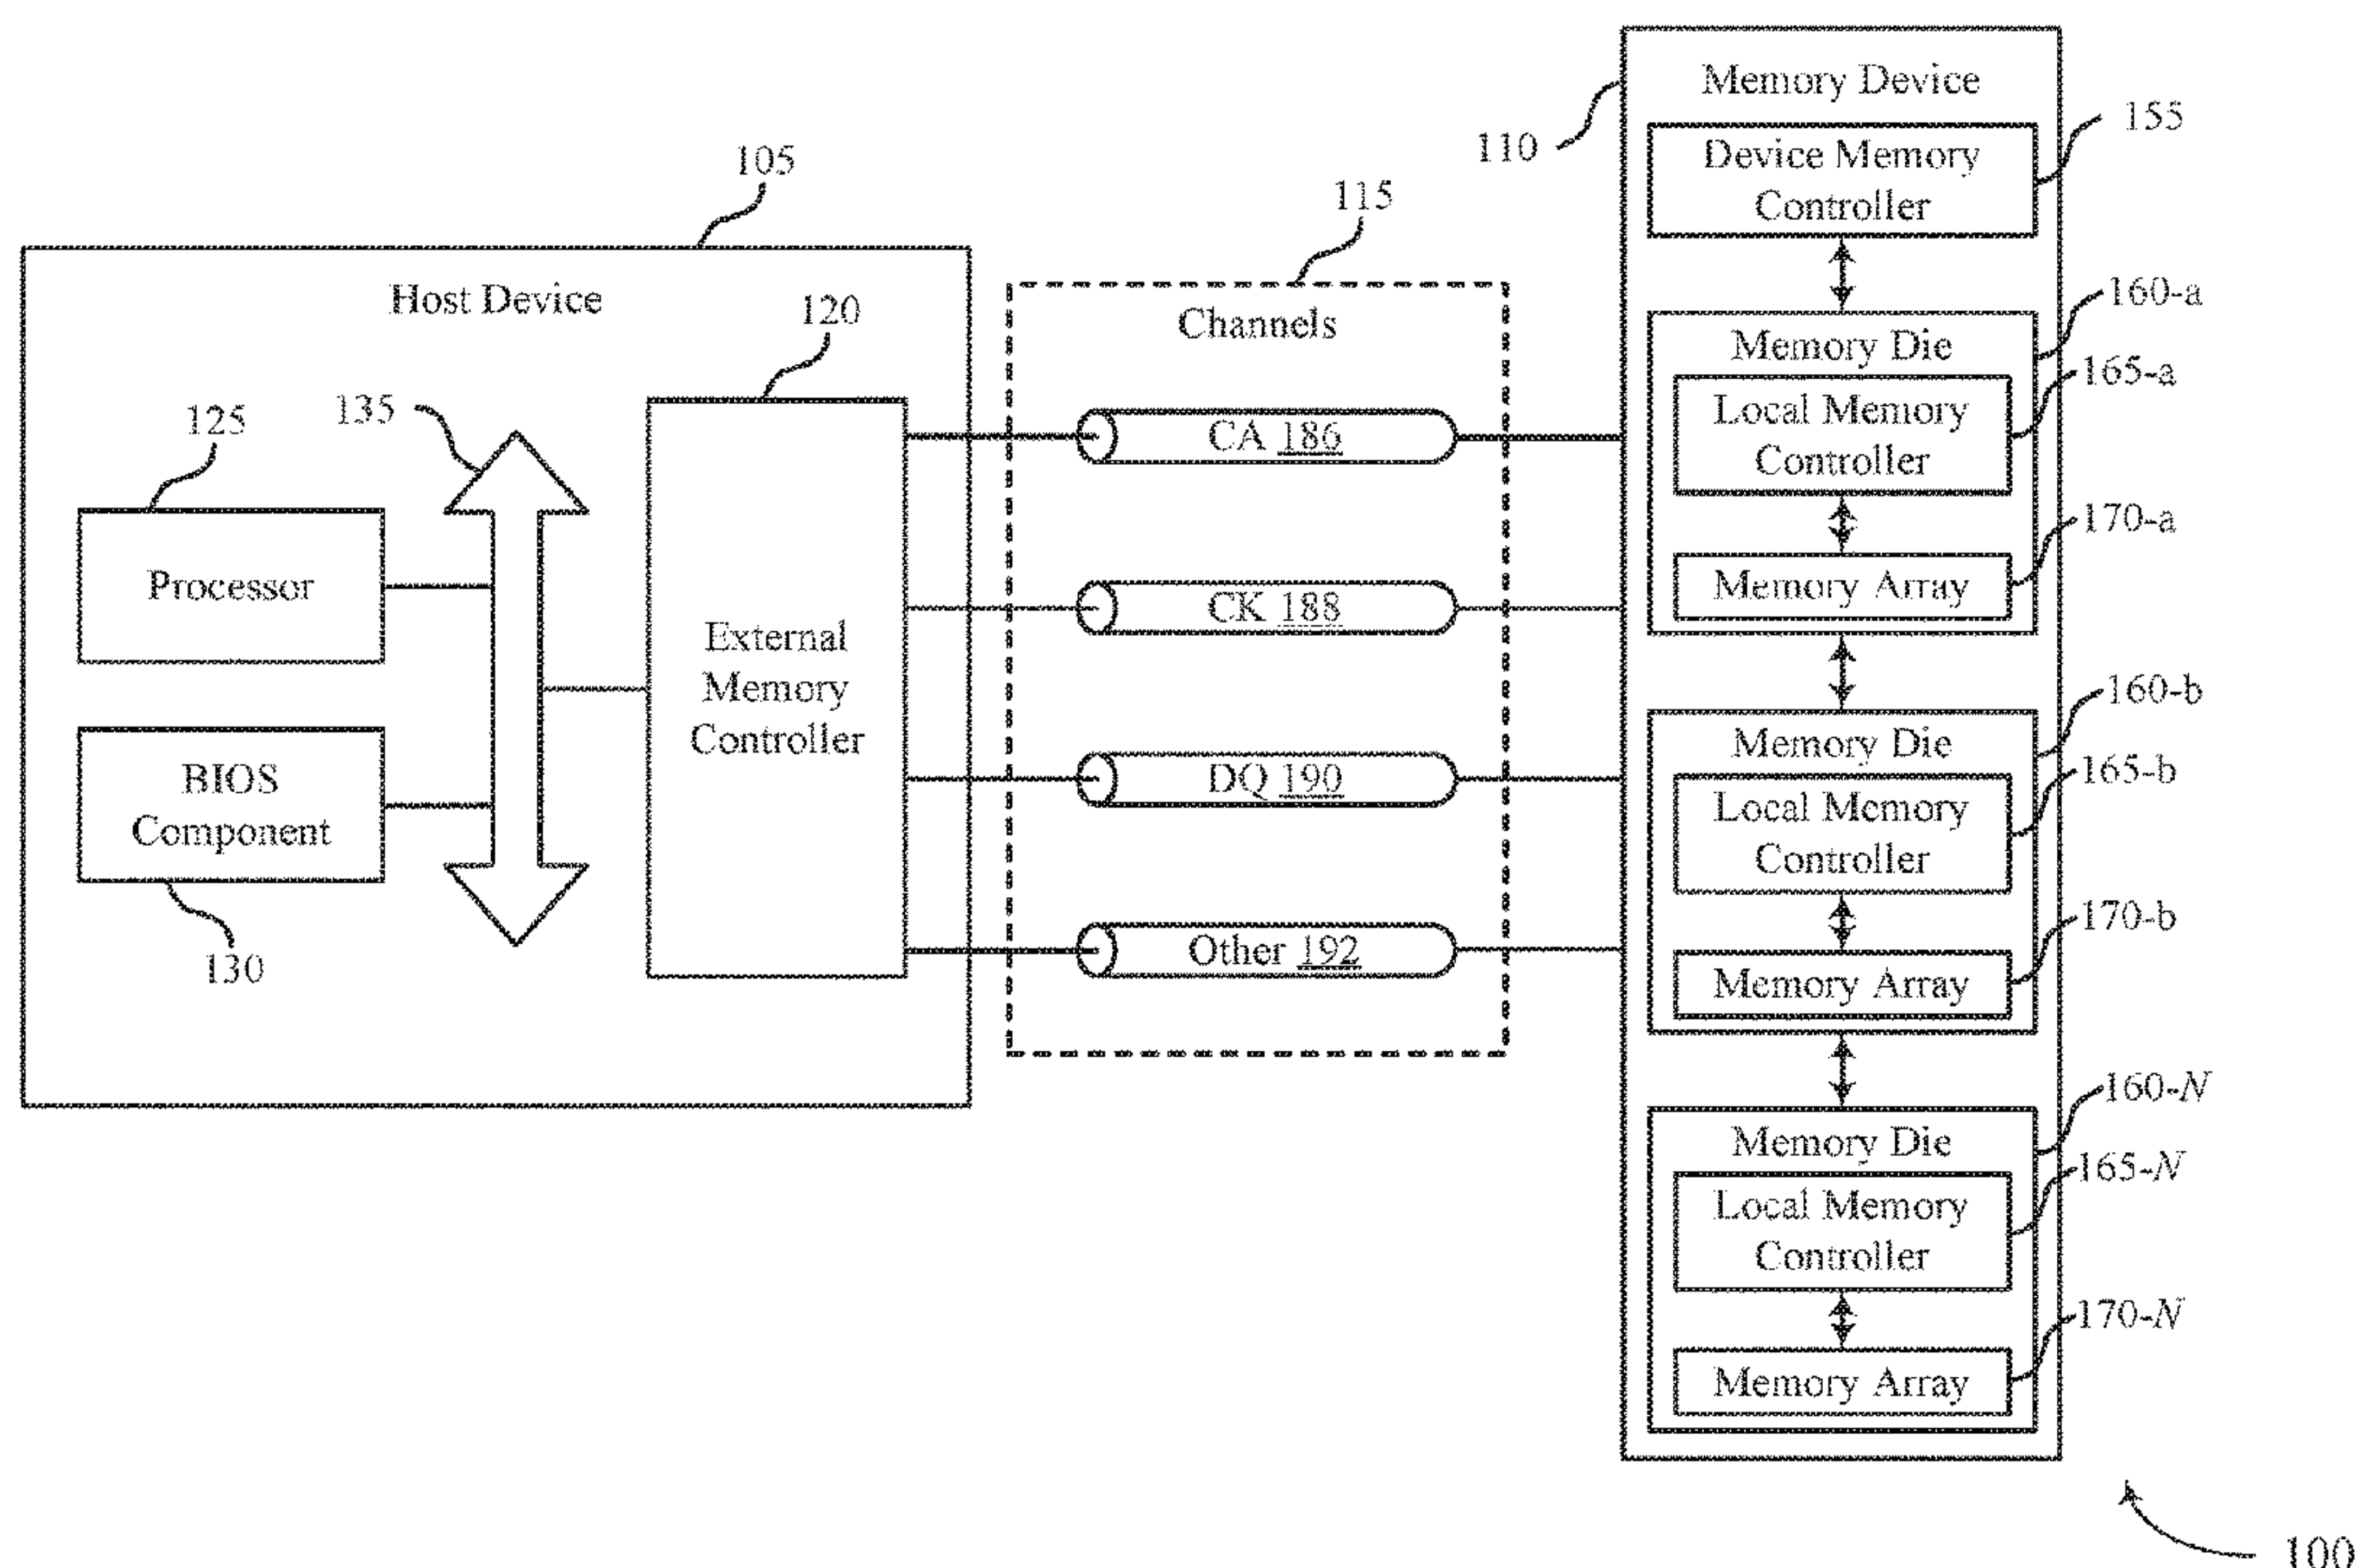 Memory Device
155
110
Device Memory
Controller
105
115
Host Device
120
Channels
160-a
Memory Die
165-a
Local Memory
Controller
125
135
CA 186
170-a
Memory Array
Processor
CK 188
External
Memory
Controller
160-b
Memory Die
165-b
Local Memory
Controller
BIOS
Component
DQ 190
130
Other 192
170-b
Memory Array
160-N
Memory Die
165-N
Local Memory
Controller
170-N
Memory Array
100